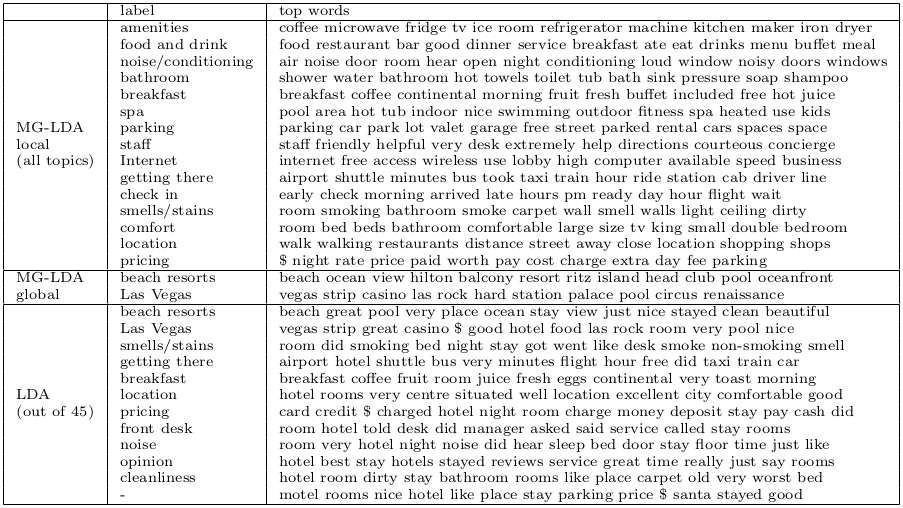 label top words
amenities coffee microwave fridge tv ice room refrigerator machine kitchen maker iron dryer
food and drink food restaurant bar good dinner service breakfast ate eat drinks menu buffet meal
noise/conditioning air noise door room hear open night conditioning loud window noisy doors windows
bathroom shower water bathroom hot towels toilet tub bath sink pressure soap shampoo
breakfast breakfast coffee continental morning fruit fresh buffet included free hot juice
spa pool area hot tub indoor nice swimming outdoor fitness spa heated use kids
MG-LDA parking parking car park lot valet garage free street parked rental cars spaces space
local staff staff friendly helpful very desk extremely help directions courteous concierge
(all topics) Internet internet free access wireless use lobby high computer available speed business
getting there airport shuttle minutes bus took taxi train hour ride station cab driver line
check in early check morning arrived late hours pm ready day hour flight wait
smells/stains room smoking bathroom smoke carpet wall smell walls light ceiling dirty
comfort room bed beds bathroom comfortable large size tv king small double bedroom
location walk walking restaurants distance street away close location shopping shops
pricing $ night rate price paid worth pay cost charge extra day fee parking
MG-LDA beach resorts beach ocean view hilton balcony resort ritz island head club pool oceanfront
global Las Vegas vegas strip casino las rock hard station palace pool circus renaissance
beach resorts beach great pool very place ocean stay view just nice stayed clean beautiful
Las Vegas vegas strip great casino $ good hotel food las rock room very pool nice
smells/stains room did smoking bed night stay got went like desk smoke non-smoking smell
getting there airport hotel shuttle bus very minutes flight hour free did taxi train car
breakfast breakfast coffee fruit room juice fresh eggs continental very toast morning
LDA location hotel rooms very centre situated well location excellent city comfortable good
(out of 45) pricing card credit $ charged hotel night room charge money deposit stay pay cash did
front desk room hotel told desk did manager asked said service called stay rooms
noise room very hotel night noise did hear sleep bed door stay floor time just like
opinion hotel best stay hotels stayed reviews service great time really just say rooms
cleanliness hotel room dirty stay bathroom rooms like place carpet old very worst bed
- motel rooms nice hotel like place stay parking price $ santa stayed good